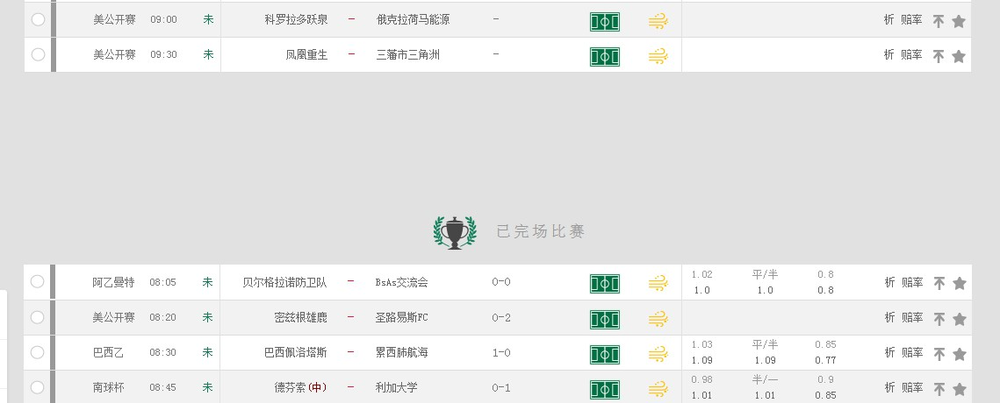 美公开赛 09:00 未 科罗拉多跃泉 - 俄克拉荷马能源 - 析 赔率
美公开赛 09:30 未 凤凰重生 - 三藩市三角洲 - 析 赔率
已完场比赛
阿乙曼特 08:05 未 贝尔格拉诺防卫队 - BsAs交流会 0-0 1.02 平/半 0.8 析 赔率
1.0 1.0 0.8
美公开赛 08:20 未 密兹根雄鹿 - 圣路易斯FC 0-2 析 赔率
巴西乙 08:30 未 巴西佩洛塔斯 - 累西肺航海 1-0 1.03 平/半 0.85 析 赔率
1.09 1.09 0.77
南球杯 08:45 未 德芬索(中) - 利加大学 0-1 0.98 半/一 0.9 析 赔率
1.01 1.01 0.85